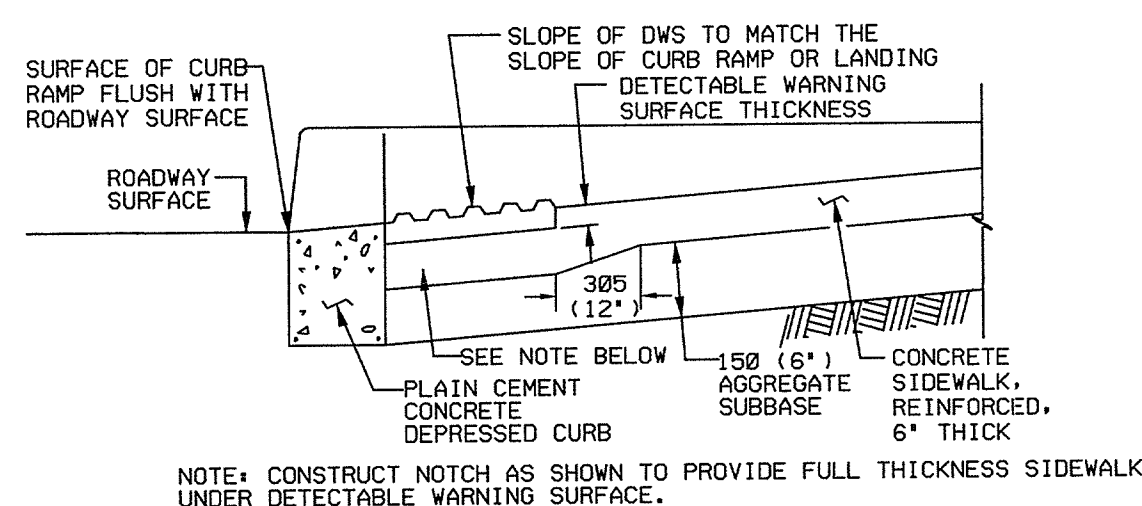 SLOPE OF DWS TO MATCH THE
SLOPE OF CURB RAMP OR LANDING
DETECTABLE WARNING
SURFACE THICKNESS
SURFACE OF CURB
RAMP FLUSH WITH
ROADWAY SURFACE
ROADWAY
SURFACE
305
(12")
SEE NOTE BELOW
PLAIN CEMENT
CONCRETE
DEPRESSED CURB
150 (6")
AGGREGATE
SUBBASE
CONCRETE
SIDEWALK,
REINFORCED,
6" THICK
NOTE: CONSTRUCT NOTCH AS SHOWN TO PROVIDE FULL THICKNESS SIDEWALK
UNDER DETECTABLE WARNING SURFACE.